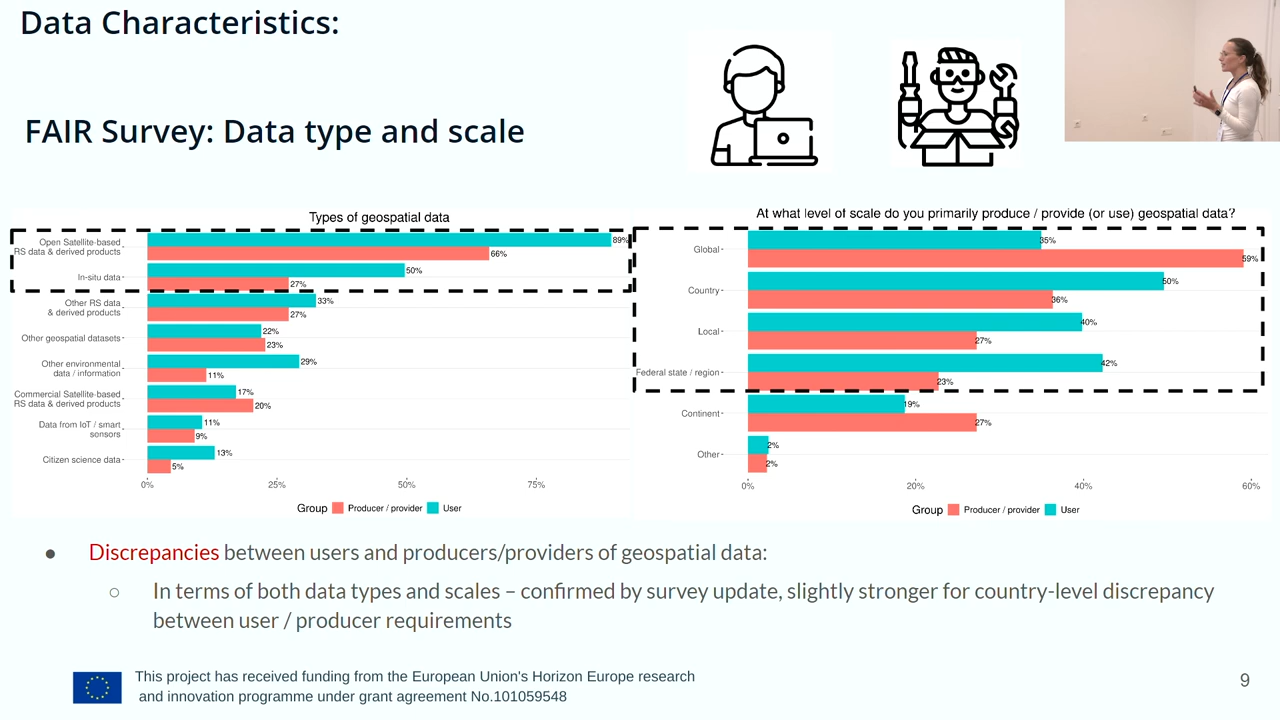 Data Characteristics:
FAIR Survey: Data type and scale
Types of geospatial data
Open Satellite-based
RS data & derived products
89%
66%
In-situ data
50%
27%
Other RS data
& derived products
33%
27%
Other geospatial datasets
22%
23%
Other environmental
data / information
29%
11%
Commercial Satellite-based
RS data & derived products
17%
20%
Data from IoT / smart
sensors
11%
9%
Citizen science data
13%
5%
0% 25% 50% 75%
Group Producer / provider User
At what level of scale do you primarily produce / provide (or use) geospatial data?
Global
35%
59%
Country
50%
36%
Local
40%
27%
Federal state / region
42%
23%
Continent
19%
27%
Other
2%
2%
0% 20% 40% 60%
Group Producer / provider User
● Discrepancies between users and producers/providers of geospatial data:
○ In terms of both data types and scales – confirmed by survey update, slightly stronger for country-level discrepancy
between user / producer requirements
This project has received funding from the European Union's Horizon Europe research
and innovation programme under grant agreement No.101059548
9